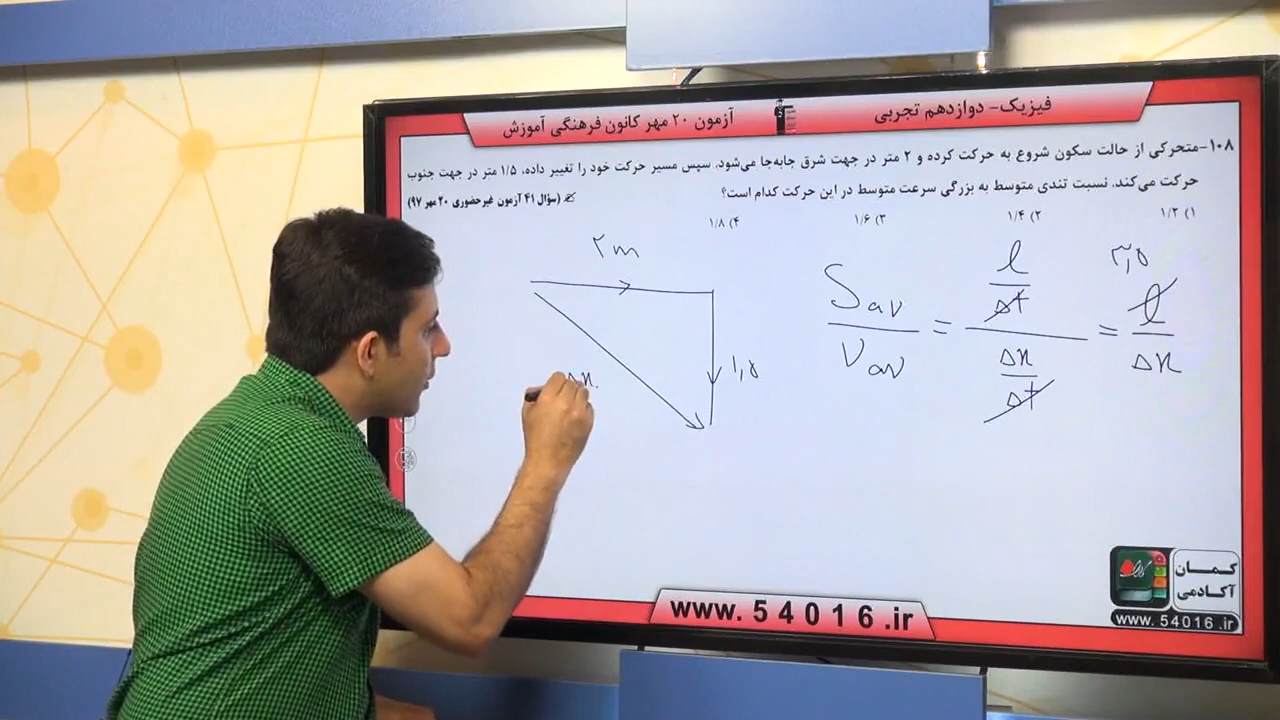 آزمون ۲۰ مهر کانون فرهنگی آموزش
فیزیک- دوازدهم تجربی
۱۰۸-متحرکی از حالت سکون شروع به حرکت کرده و ۲ متر در جهت شرق جابه‌جا می‌شود. سپس مسیر حرکت خود را تغییر داده، ۱/۵ متر در جهت جنوب
حرکت می‌کند. نسبت تندی متوسط به بزرگی سرعت متوسط در این حرکت کدام است؟ (سؤال ۴۱ آزمون غیرحضوری ۲۰ مهر ۹۷)
۱) ۱/۲ ۲) ۱/۴ ۳) ۱/۶ ۴) ۱/۸
۲m
۱,۵
Δx
Sav / Vav = (l / Δt) / (Δx / Δt) = l / Δx
۳,۵
کمان
آکادمی
www.54016.ir
www.54016.ir